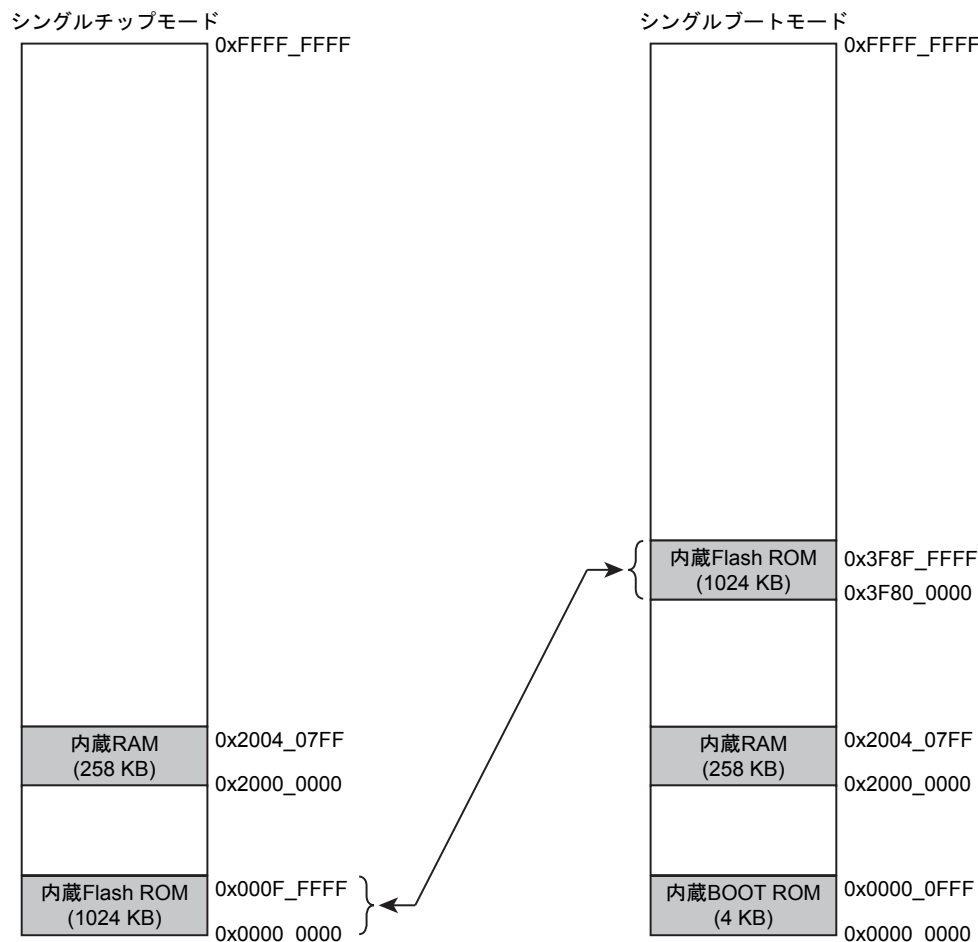 シングルチップモード
0xFFFF_FFFF
内蔵RAM
(258 KB)
0x2004_07FF
0x2000_0000
内蔵Flash ROM
(1024 KB)
0x000F_FFFF
0x0000_0000
シングルブートモード
0xFFFF_FFFF
内蔵Flash ROM
(1024 KB)
0x3F8F_FFFF
0x3F80_0000
内蔵RAM
(258 KB)
0x2004_07FF
0x2000_0000
内蔵BOOT ROM
(4 KB)
0x0000_0FFF
0x0000_0000